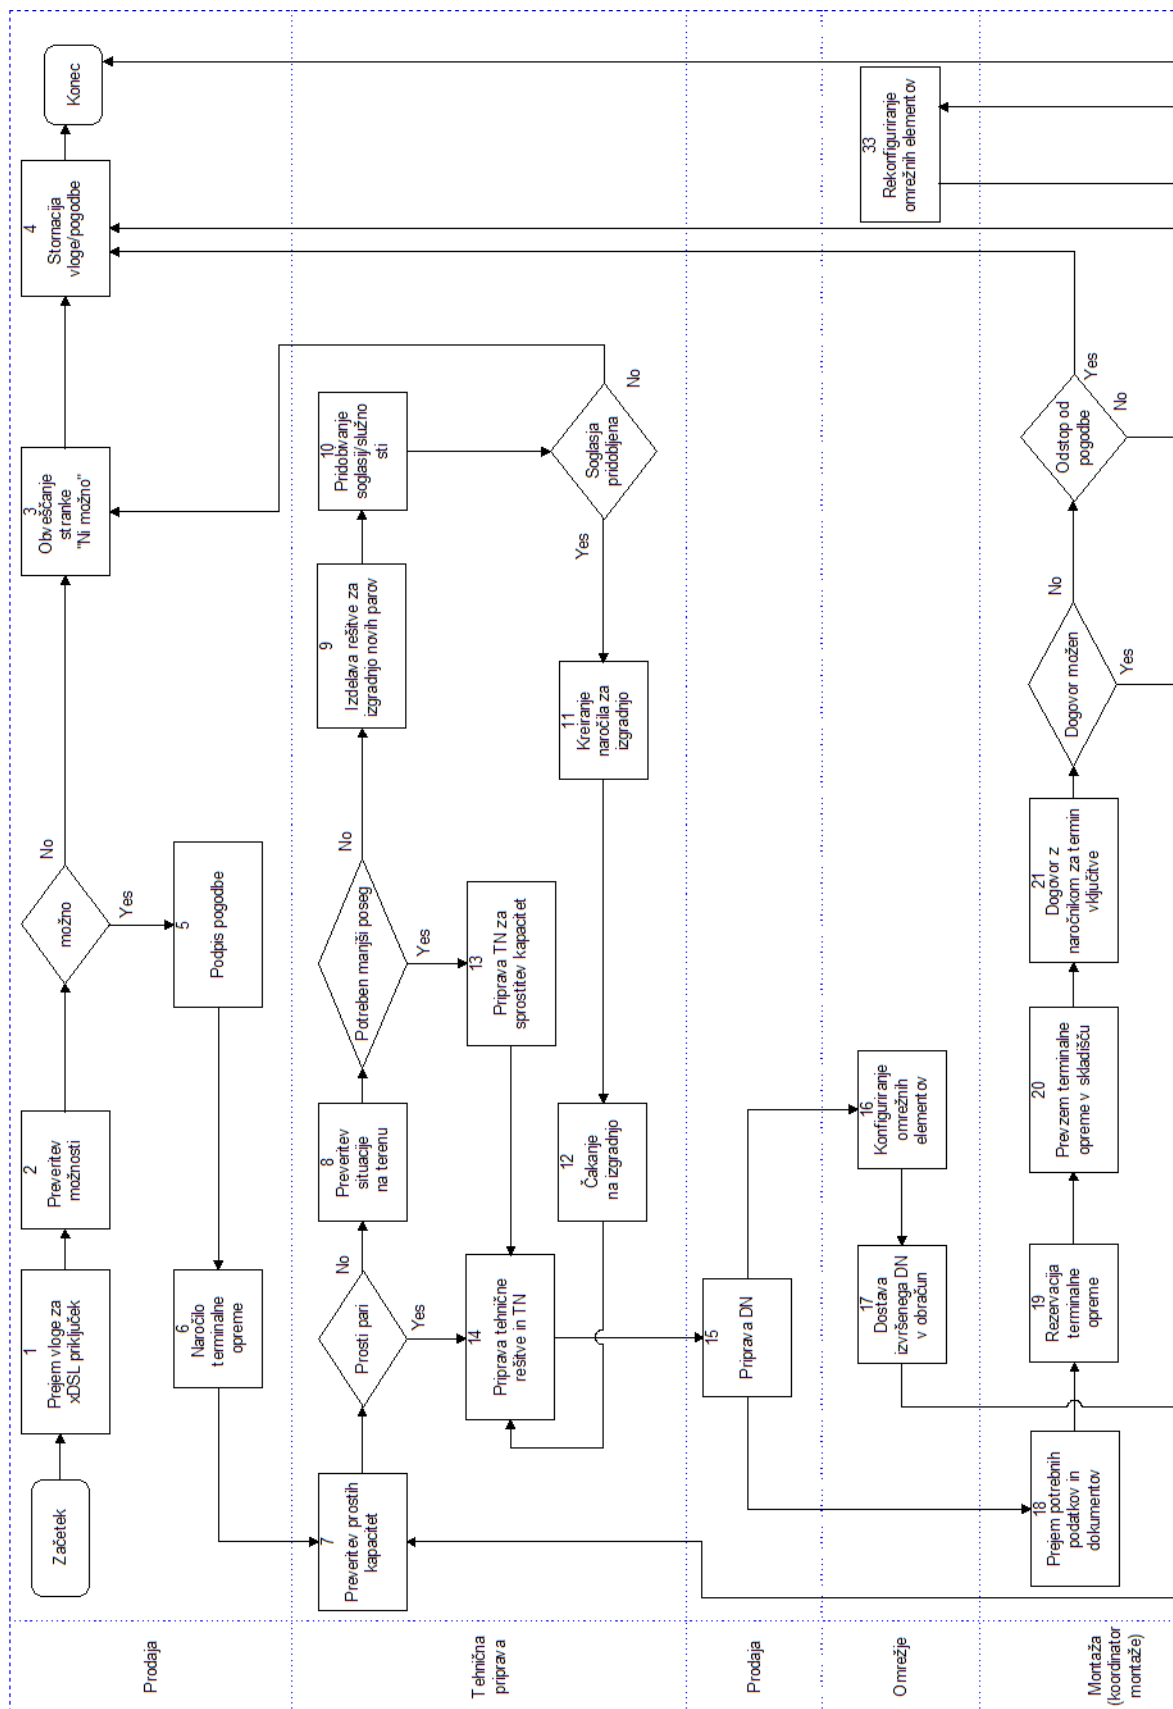 Prodaja
Začetek
1
Prejem vloge za
xDSL priključek
2
Preveritev
možnosti
možno
No
Yes
3
Obveščanje
stranke
"Ni možno"
4
Stornacija
vloge/pogodbe
Konec
5
Podpis pogodbe
6
Naročilo
terminalne
opreme
Tehnična
priprava
7
Preveritev prostih
kapacitet
Prosti pari
No
Yes
8
Preveritev
situacije
na terenu
Potreben manjši poseg
No
Yes
9
Izdelava rešitve za
izgradnjo novih parov
10
Pridobivanje
soglasij/služno
sti
14
Priprava tehnične
rešitve in TN
13
Priprava TN za
sprostitev kapacitet
12
Čakanje
na izgradnjo
11
Kreiranje
naročila za
izgradnjo
Yes
Soglasja
pridobljena
No
Prodaja
15
Priprava DN
Omrežje
17
Dostava
izvršenega DN
v obračun
16
Konfiguriranje
omrežnih
elementov
33
Rekonfiguriranje
omrežnih elementov
Montaža
(koordinator
montaže)
18
Prejem potrebnih
podatkov in
dokumentov
19
Rezervacija
terminalne
opreme
20
Prevzem terminalne
opreme v skladišču
21
Dogovor z
naročnikom za termin
vključitve
Dogovor možen
No
Yes
Odstop od
pogodbe
Yes
No